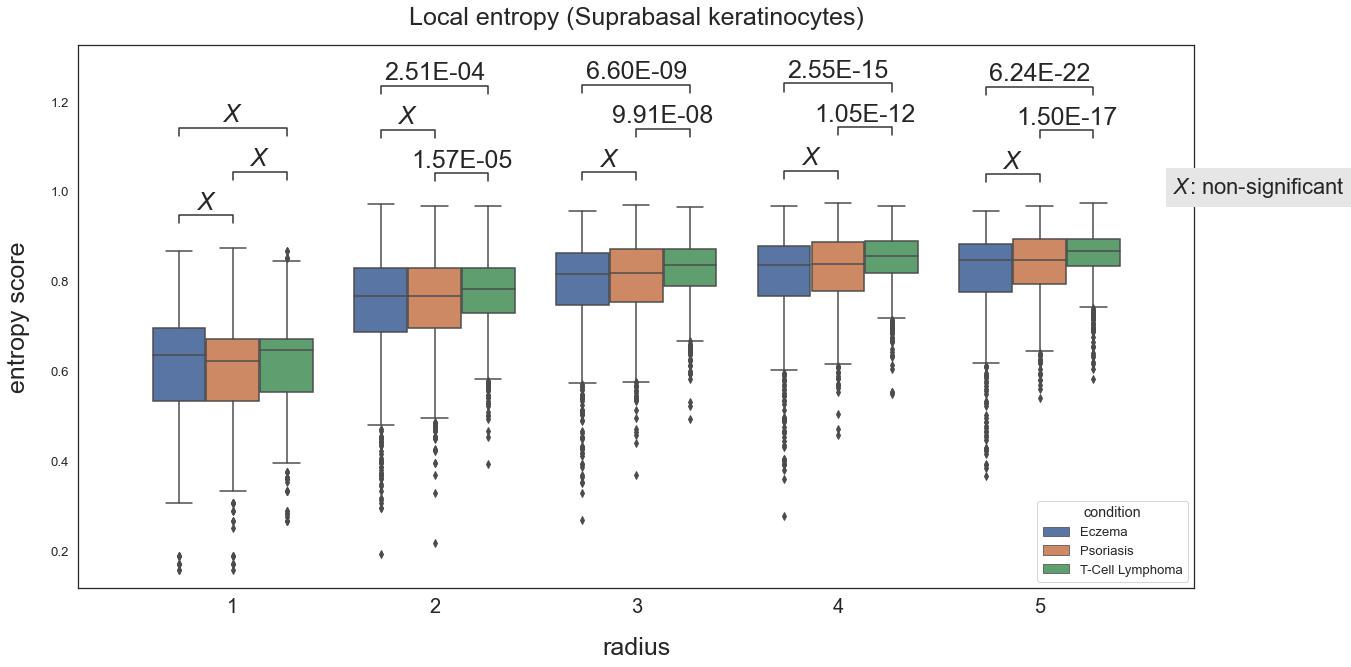 Local entropy (Suprabasal keratinocytes)
2.51E-04 6.60E-09 2.55E-15 6.24E-22
X X 9.91E-08 1.05E-12 1.50E-17
X 1.57E-05 X X X
X
X: non-significant
entropy score
1.2
1.0
0.8
0.6
0.4
0.2
condition
Eczema
Psoriasis
T-Cell Lymphoma
1 2 3 4 5
radius